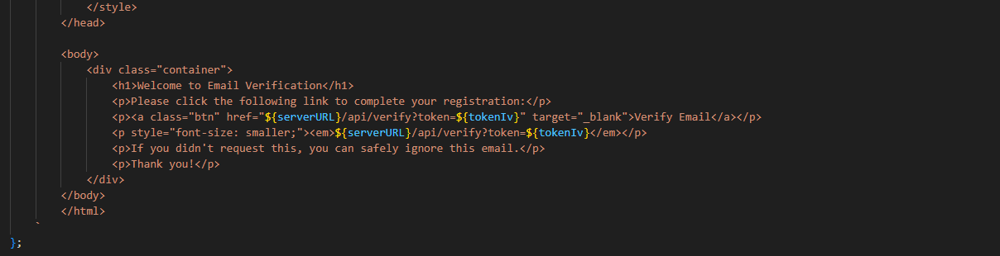 </style>
</head>
<body>
<div class="container">
<h1>Welcome to Email Verification</h1>
<p>Please click the following link to complete your registration:</p>
<p><a class="btn" href="${serverURL}/api/verify?token=${tokenIv}" target="_blank">Verify Email</a></p>
<p style="font-size: smaller;"><em>${serverURL}/api/verify?token=${tokenIv}</em></p>
<p>If you didn't request this, you can safely ignore this email.</p>
<p>Thank you!</p>
</div>
</body>
</html>
`
};